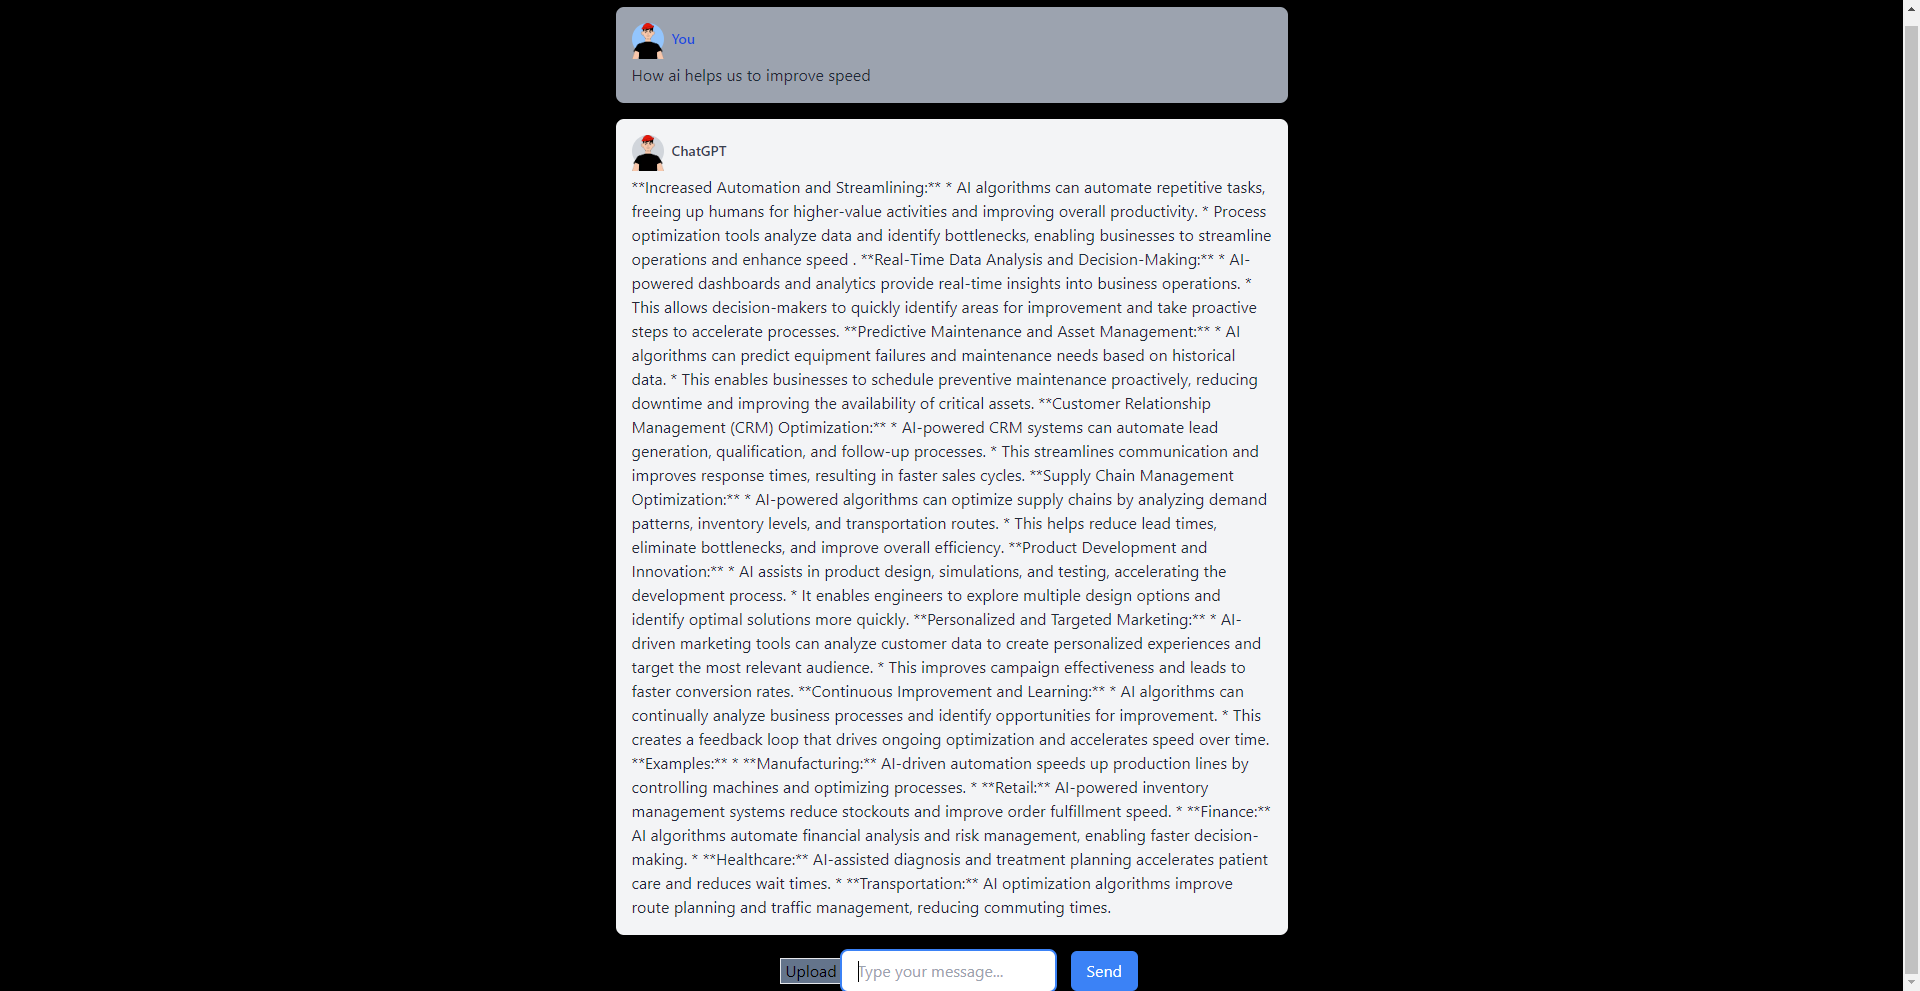 You
How ai helps us to improve speed
ChatGPT
**Increased Automation and Streamlining:** * AI algorithms can automate repetitive tasks,
freeing up humans for higher-value activities and improving overall productivity. * Process
optimization tools analyze data and identify bottlenecks, enabling businesses to streamline
operations and enhance speed . **Real-Time Data Analysis and Decision-Making:** * AI-
powered dashboards and analytics provide real-time insights into business operations. *
This allows decision-makers to quickly identify areas for improvement and take proactive
steps to accelerate processes. **Predictive Maintenance and Asset Management:** * AI
algorithms can predict equipment failures and maintenance needs based on historical
data. * This enables businesses to schedule preventive maintenance proactively, reducing
downtime and improving the availability of critical assets. **Customer Relationship
Management (CRM) Optimization:** * AI-powered CRM systems can automate lead
generation, qualification, and follow-up processes. * This streamlines communication and
improves response times, resulting in faster sales cycles. **Supply Chain Management
Optimization:** * AI-powered algorithms can optimize supply chains by analyzing demand
patterns, inventory levels, and transportation routes. * This helps reduce lead times,
eliminate bottlenecks, and improve overall efficiency. **Product Development and
Innovation:** * AI assists in product design, simulations, and testing, accelerating the
development process. * It enables engineers to explore multiple design options and
identify optimal solutions more quickly. **Personalized and Targeted Marketing:** * AI-
driven marketing tools can analyze customer data to create personalized experiences and
target the most relevant audience. * This improves campaign effectiveness and leads to
faster conversion rates. **Continuous Improvement and Learning:** * AI algorithms can
continually analyze business processes and identify opportunities for improvement. * This
creates a feedback loop that drives ongoing optimization and accelerates speed over time.
**Examples:** * **Manufacturing:** AI-driven automation speeds up production lines by
controlling machines and optimizing processes. * **Retail:** AI-powered inventory
management systems reduce stockouts and improve order fulfillment speed. * **Finance:**
AI algorithms automate financial analysis and risk management, enabling faster decision-
making. * **Healthcare:** AI-assisted diagnosis and treatment planning accelerates patient
care and reduces wait times. * **Transportation:** AI optimization algorithms improve
route planning and traffic management, reducing commuting times.
Upload Type your message... Send